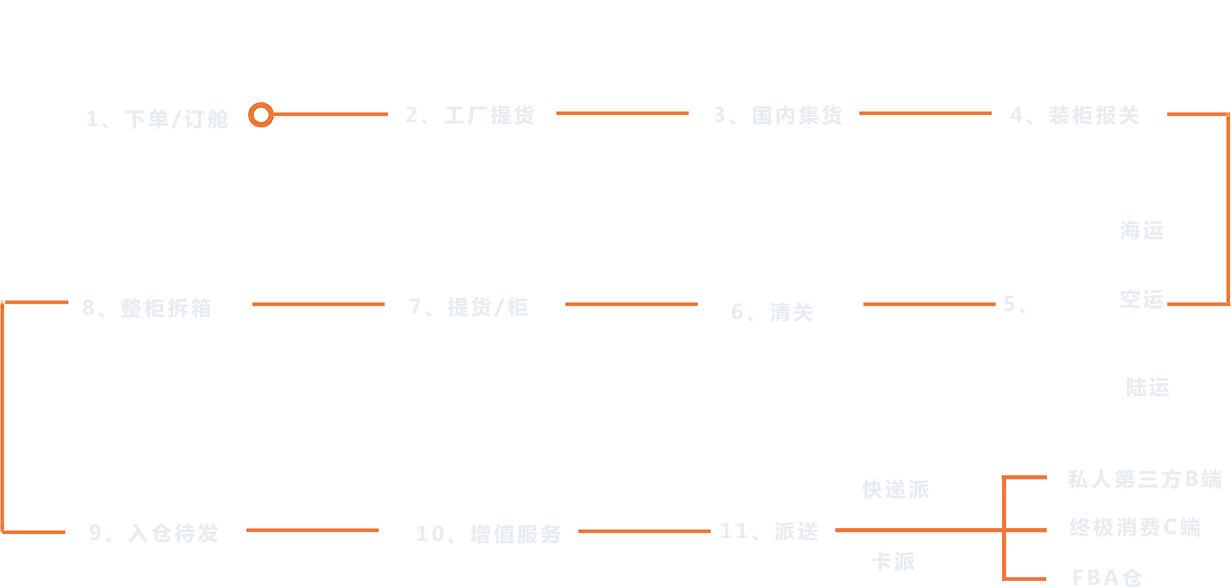 1、下单/订舱
2、工厂提货
3、国内集货
4、装柜报关
海运
5、
空运
陆运
6、清关
7、提货/柜
8、整柜拆箱
9、入仓待发
10、增值服务
11、派送
快递派
卡派
私人第三方B端
终极消费C端
FBA仓